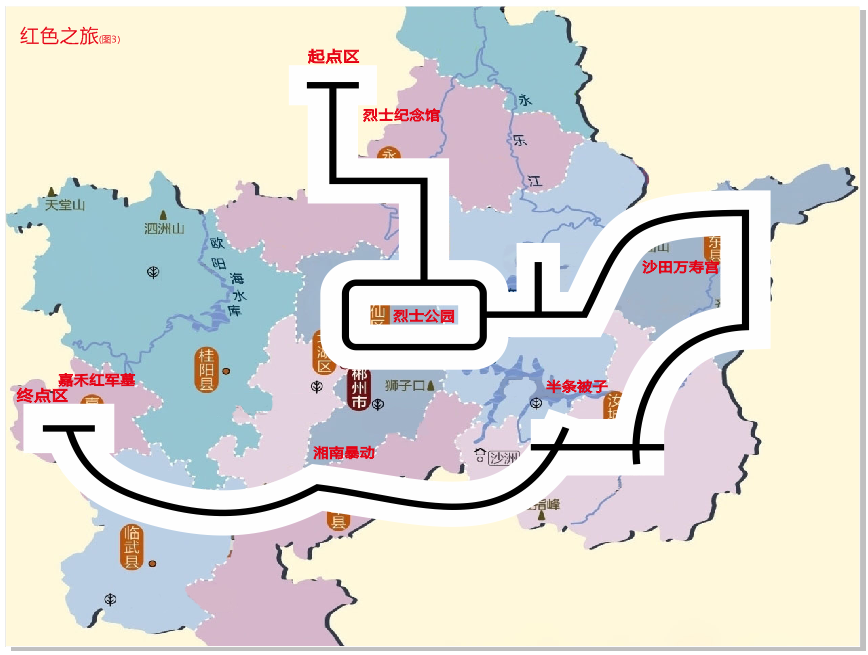 红色之旅(图3)
起点区
烈士纪念馆
永
永
乐
江
天堂山
泗洲山
欧
阳
海
水
库
沙田万寿宫
烈士公园
桂阳县
郴州市
狮子口
嘉禾红军墓
终点区
半条被子
湘南暴动
沙洲
临武县